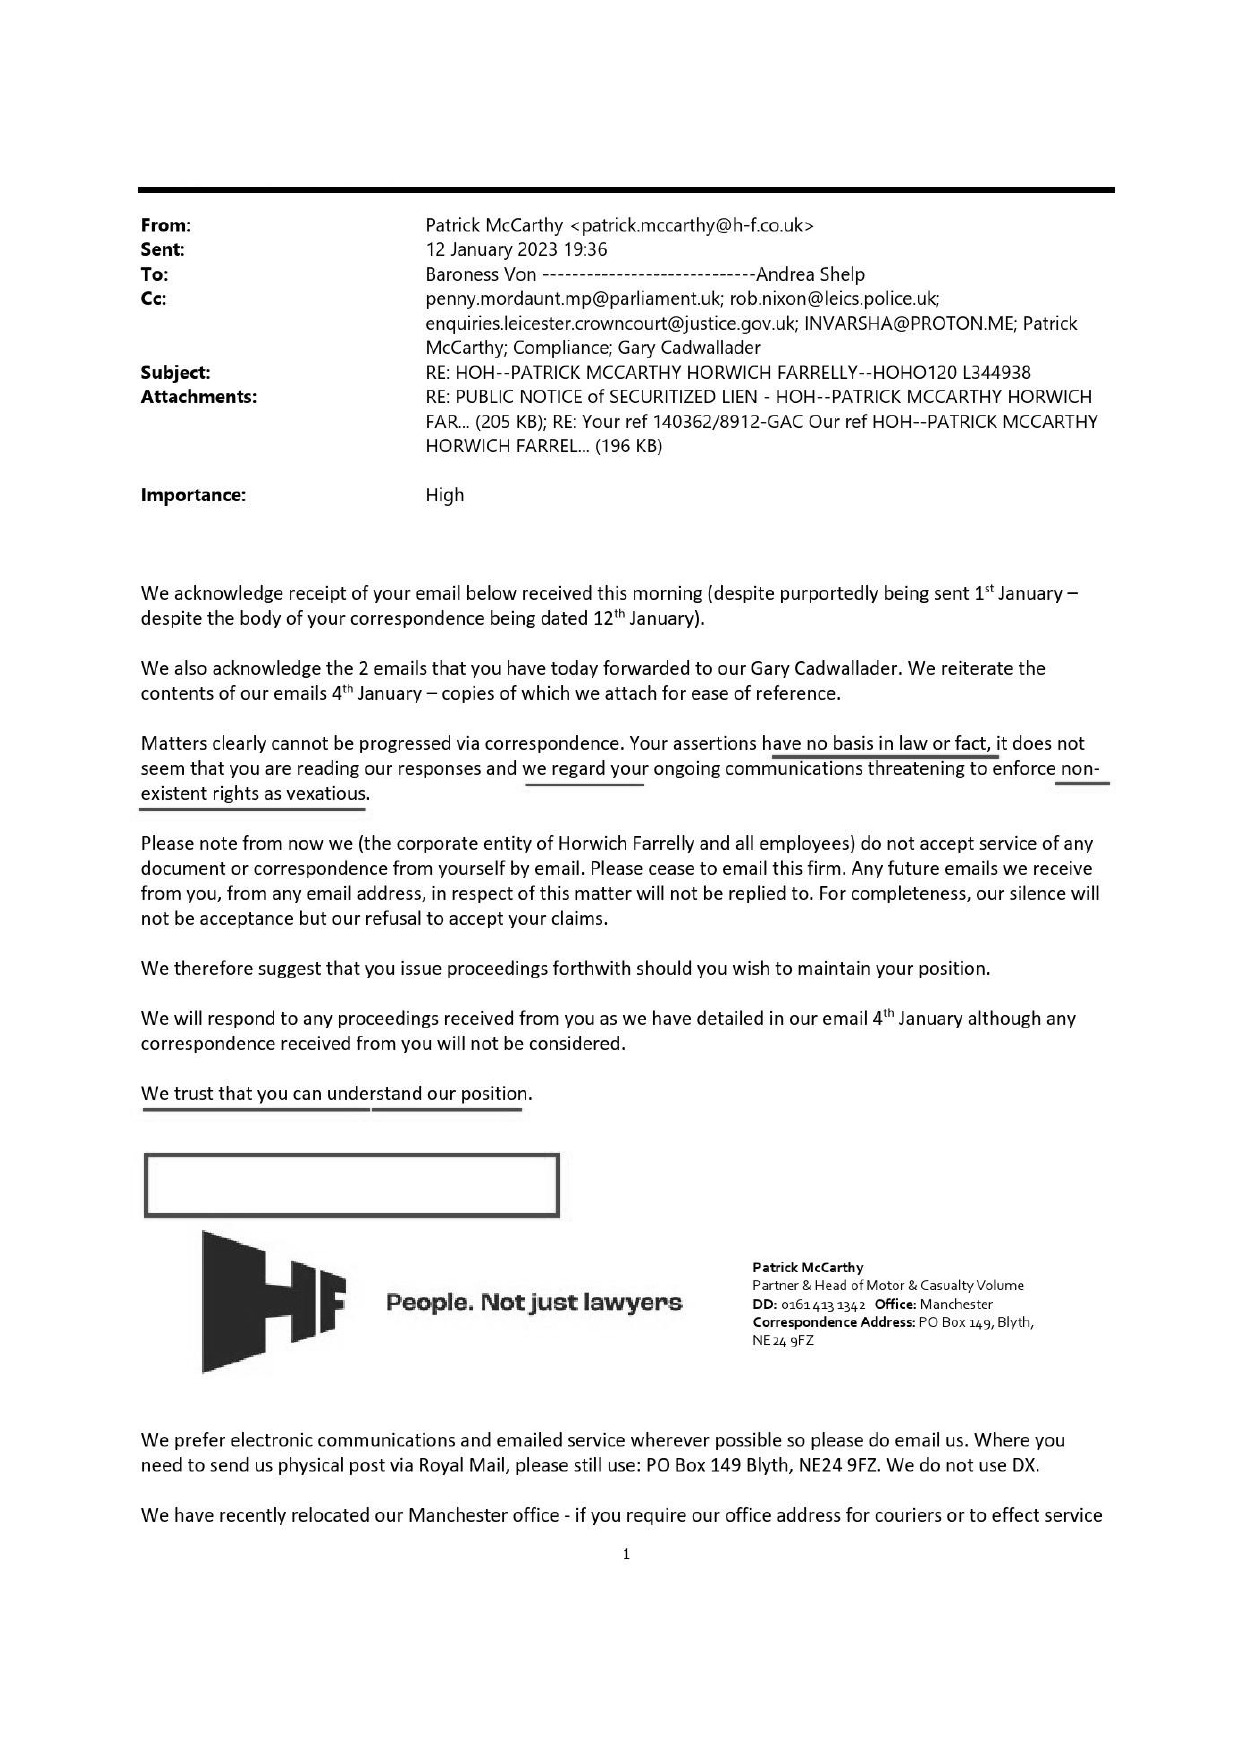 From: Patrick McCarthy <patrick.mccarthy@h-f.co.uk>
Sent: 12 January 2023 19:36
To: Baroness Von -----------------------------Andrea Shelp
Cc: penny.mordaunt.mp@parliament.uk; rob.nixon@leics.police.uk;
enquiries.leicester.crowncourt@justice.gov.uk; INVARSHA@PROTON.ME; Patrick
McCarthy; Compliance; Gary Cadwallader
Subject: RE: HOH--PATRICK MCCARTHY HORWICH FARRELLY--HOHO120 L344938
Attachments: RE: PUBLIC NOTICE of SECURITIZED LIEN - HOH--PATRICK MCCARTHY HORWICH
FAR... (205 KB); RE: Your ref 140362/8912-GAC Our ref HOH--PATRICK MCCARTHY
HORWICH FARREL... (196 KB)
Importance: High
We acknowledge receipt of your email below received this morning (despite purportedly being sent 1st January –
despite the body of your correspondence being dated 12th January).
We also acknowledge the 2 emails that you have today forwarded to our Gary Cadwallader. We reiterate the
contents of our emails 4th January – copies of which we attach for ease of reference.
Matters clearly cannot be progressed via correspondence. Your assertions have no basis in law or fact, it does not
seem that you are reading our responses and we regard your ongoing communications threatening to enforce non-
existent rights as vexatious.
Please note from now we (the corporate entity of Horwich Farrelly and all employees) do not accept service of any
document or correspondence from yourself by email. Please cease to email this firm. Any future emails we receive
from you, from any email address, in respect of this matter will not be replied to. For completeness, our silence will
not be acceptance but our refusal to accept your claims.
We therefore suggest that you issue proceedings forthwith should you wish to maintain your position.
We will respond to any proceedings received from you as we have detailed in our email 4th January although any
correspondence received from you will not be considered.
We trust that you can understand our position.
HF
People. Not just lawyers
Patrick McCarthy
Partner & Head of Motor & Casualty Volume
DD: 0161 413 1342 Office: Manchester
Correspondence Address: PO Box 149, Blyth,
NE24 9FZ
We prefer electronic communications and emailed service wherever possible so please do email us. Where you
need to send us physical post via Royal Mail, please still use: PO Box 149 Blyth, NE24 9FZ. We do not use DX.
We have recently relocated our Manchester office - if you require our office address for couriers or to effect service
1